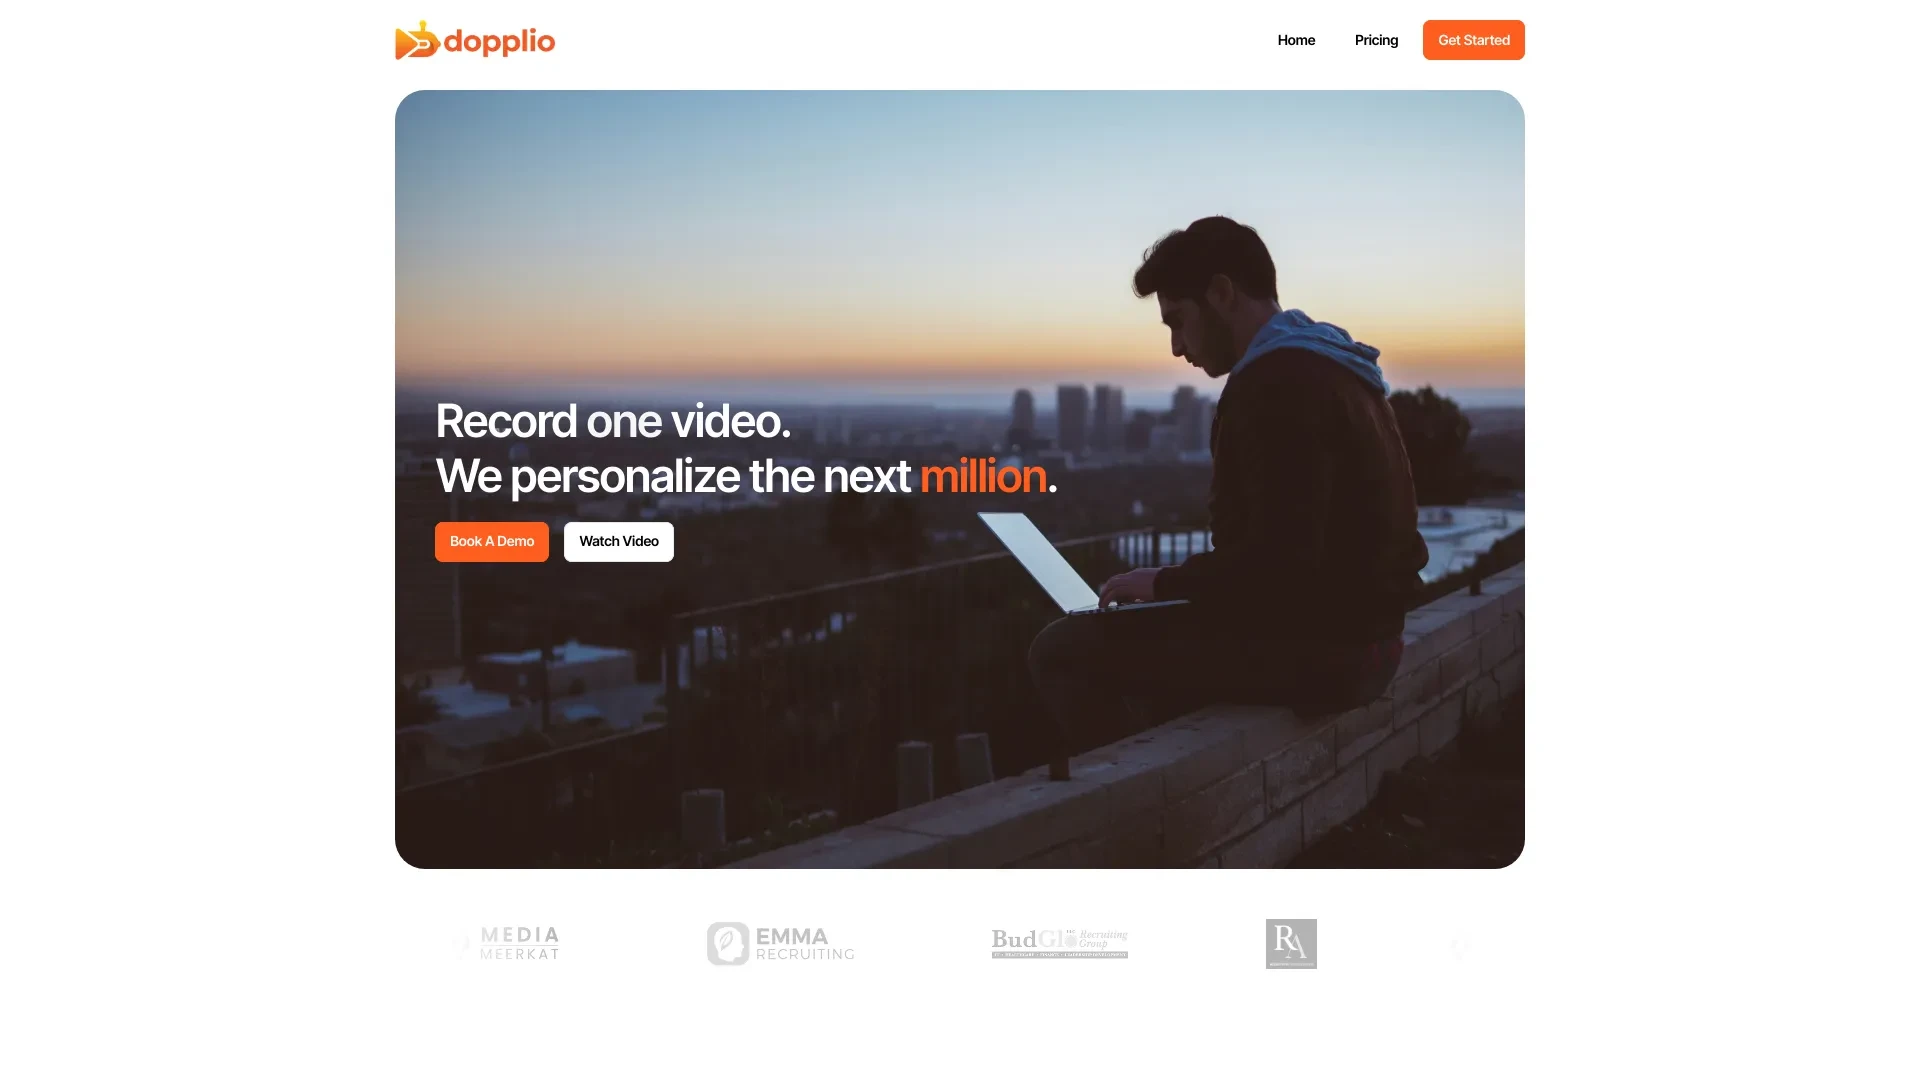 dopplio
Home
Pricing
Get Started
Record one video.
We personalize the next million.
Book A Demo
Watch Video
MEDIA
MEERKAT
EMMA
RECRUITING
BudGlo Recruiting
Group
RA